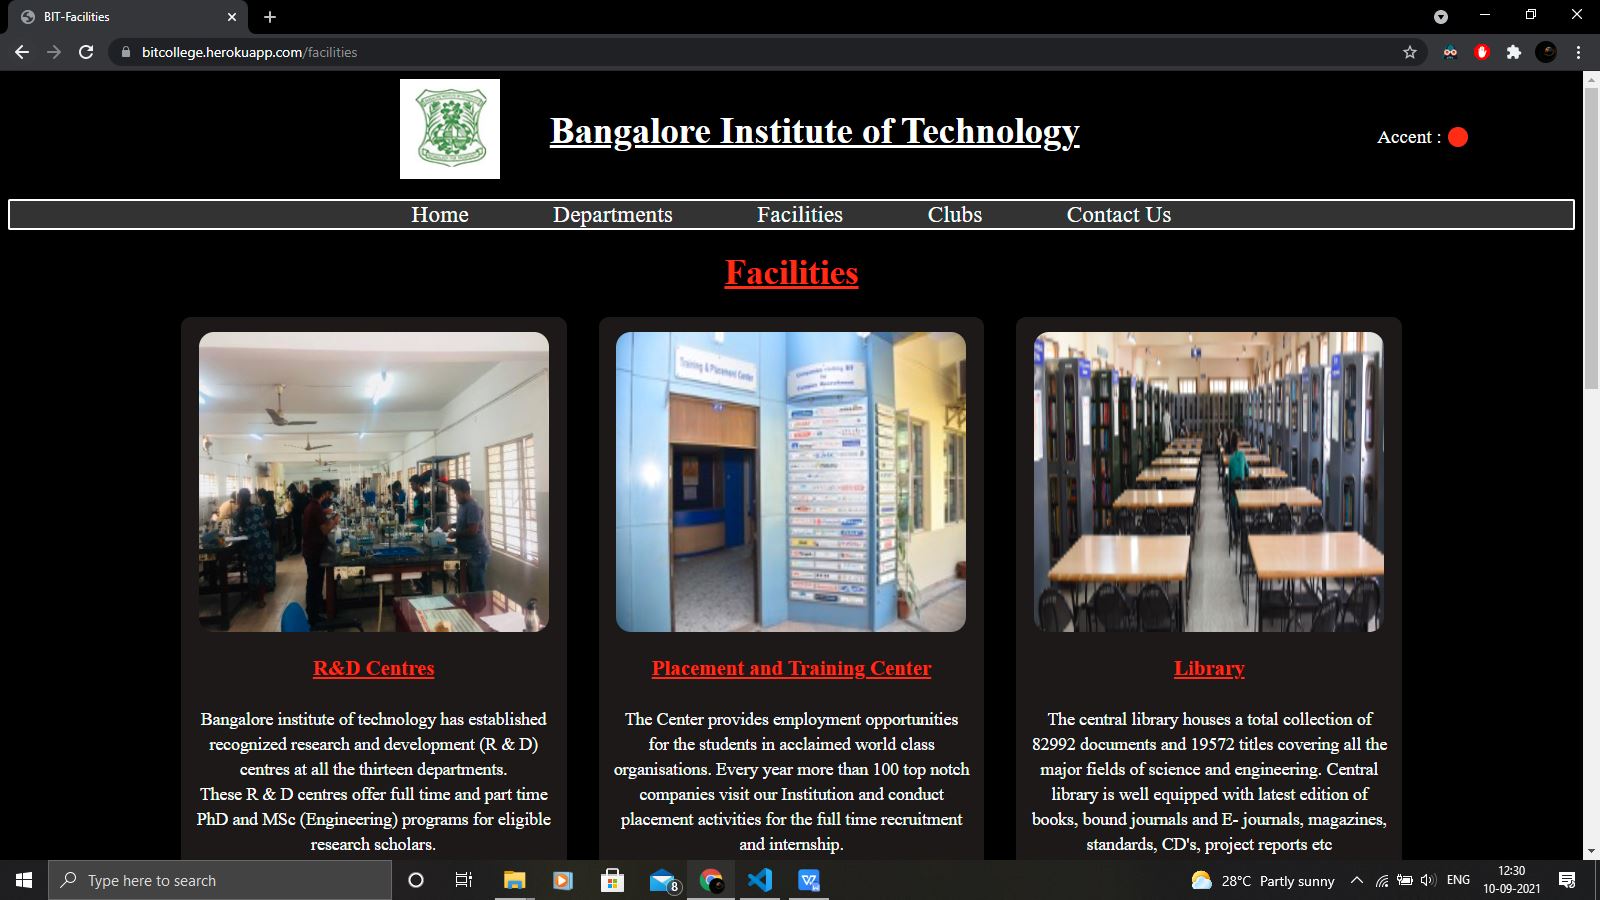 BIT-Facilities
bitcollege.herokuapp.com/facilities
Bangalore Institute of Technology
Accent :
Home Departments Facilities Clubs Contact Us
Facilities
Training & Placement Center
R&D Centres
Bangalore institute of technology has established
recognized research and development (R & D)
centres at all the thirteen departments.
These R & D centres offer full time and part time
PhD and MSc (Engineering) programs for eligible
research scholars.
Placement and Training Center
The Center provides employment opportunities
for the students in acclaimed world class
organisations. Every year more than 100 top notch
companies visit our Institution and conduct
placement activities for the full time recruitment
and internship.
Library
The central library houses a total collection of
82992 documents and 19572 titles covering all the
major fields of science and engineering. Central
library is well equipped with latest edition of
books, bound journals and E- journals, magazines,
standards, CD's, project reports etc
Type here to search
8
28°C Partly sunny
ENG
12:30
10-09-2021